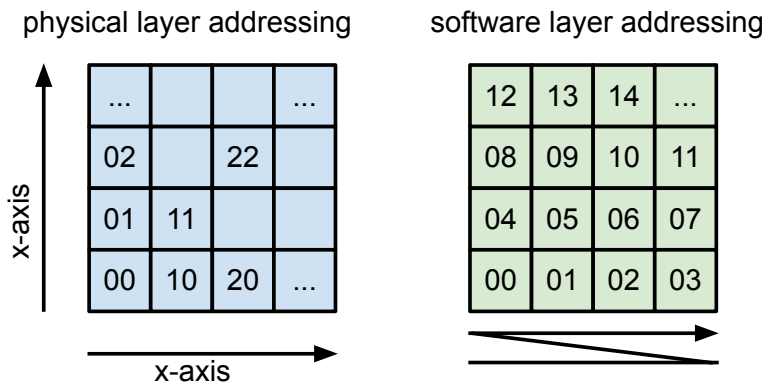 physical layer addressing
software layer addressing
... ...
02 22
01 11
00 10 20 ...
x-axis
x-axis
12 13 14 ...
08 09 10 11
04 05 06 07
00 01 02 03